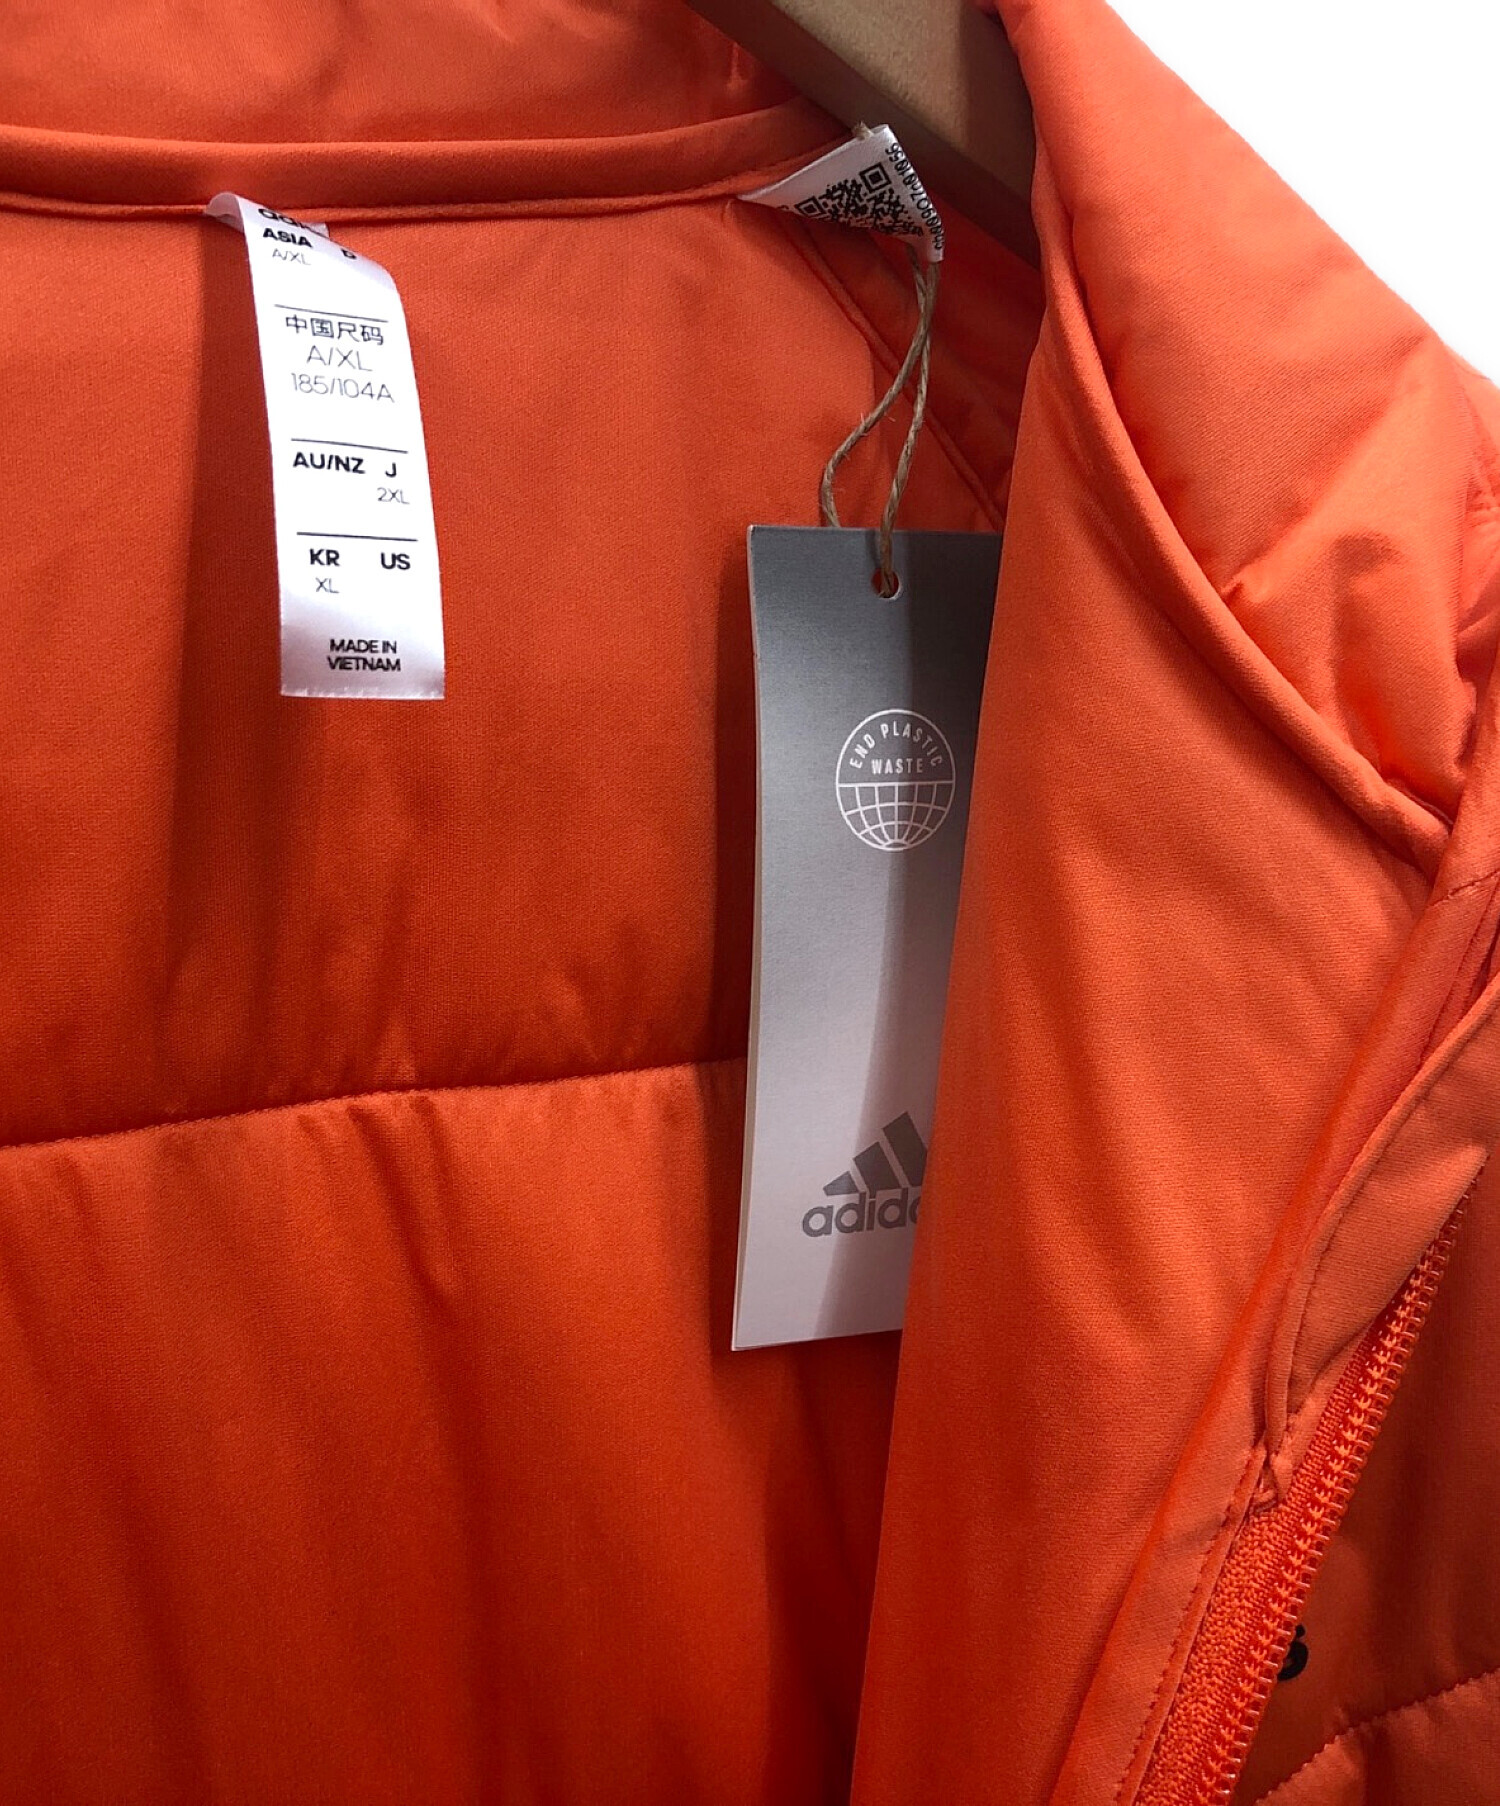 ASIA
A/XL
中国尺码
A/XL
185/104A
AU/NZ J
2XL
KR US
XL
MADE IN
VIETNAM
END PLASTIC
WASTE